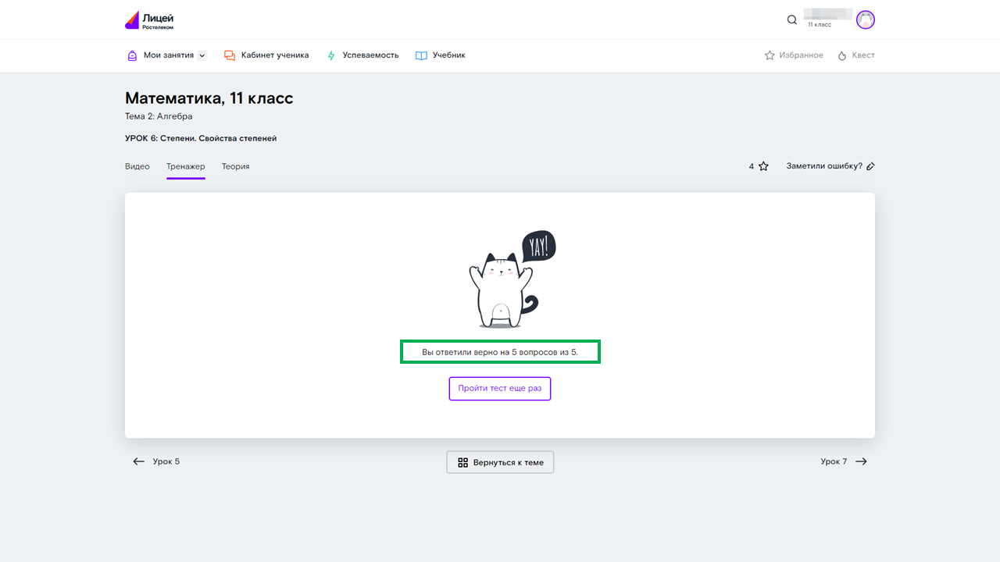 Лицей
Ростелеком
11 класс
Мои занятия
Кабинет ученика
Успеваемость
Учебник
Избранное
Квест
Математика, 11 класс
Тема 2: Алгебра
УРОК 6: Степени. Свойства степеней
Видео
Тренажер
Теория
4
Заметили ошибку?
YAY!
Вы ответили верно на 5 вопросов из 5.
Пройти тест еще раз
Урок 5
Вернуться к теме
Урок 7